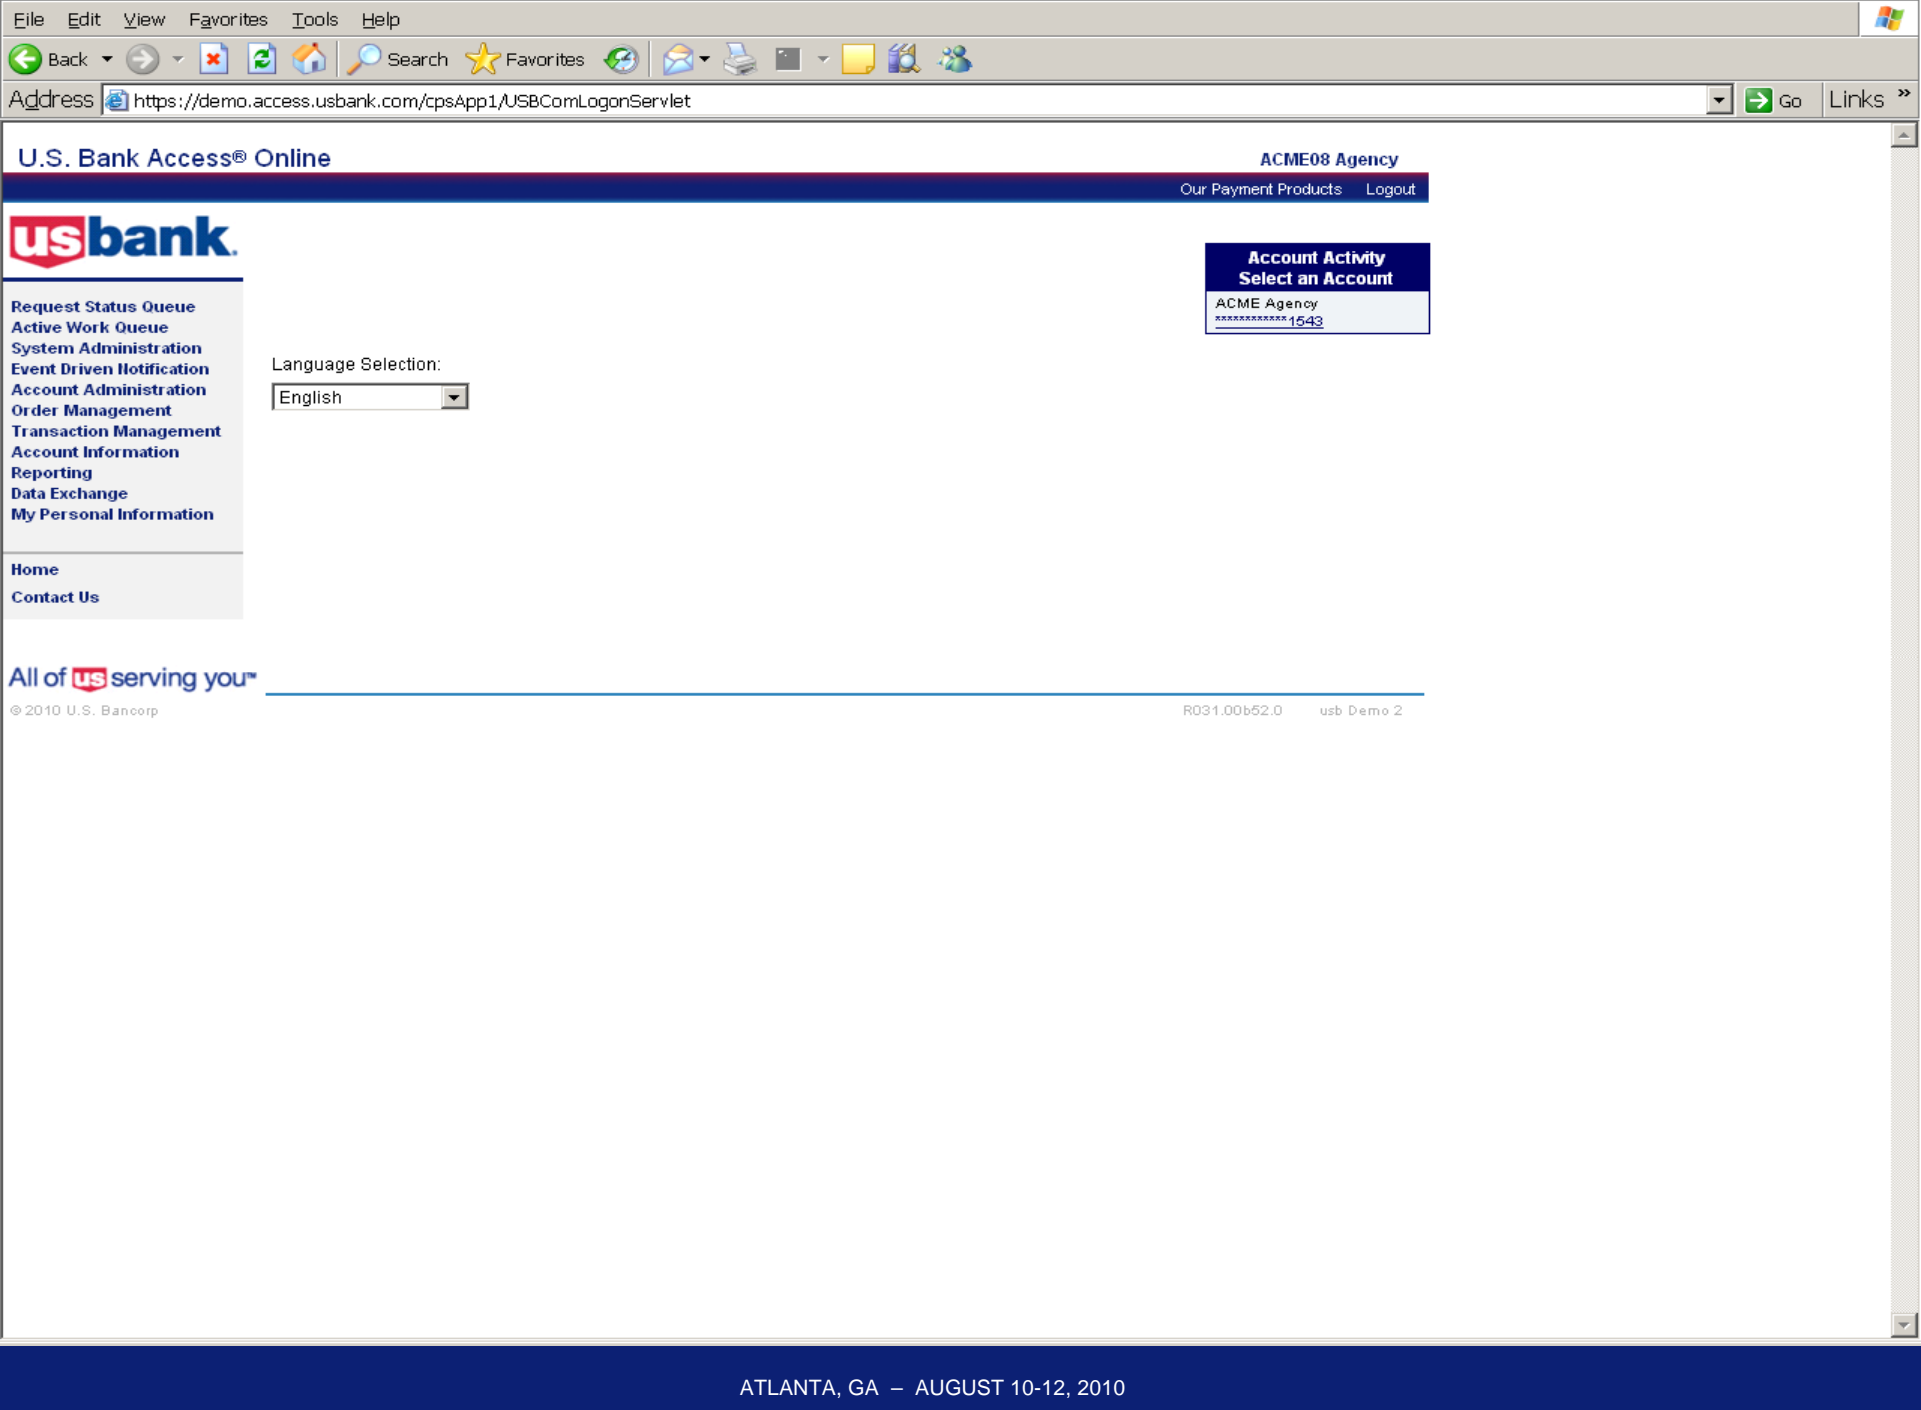 File Edit View Favorites Tools Help
Back Search Favorites
Address https://demo.access.usbank.com/cpsApp1/USBComLogonServlet Go Links »
U.S. Bank Access® Online
ACME08 Agency
Our Payment Products Logout
usbank.
Account Activity
Select an Account
ACME Agency
************1543
Request Status Queue
Active Work Queue
System Administration
Event Driven Notification
Account Administration
Order Management
Transaction Management
Account Information
Reporting
Data Exchange
My Personal Information
Home
Contact Us
Language Selection:
English
All of us serving you™
© 2010 U.S. Bancorp
R031.00b52.0 usb Demo 2
ATLANTA, GA – AUGUST 10-12, 2010